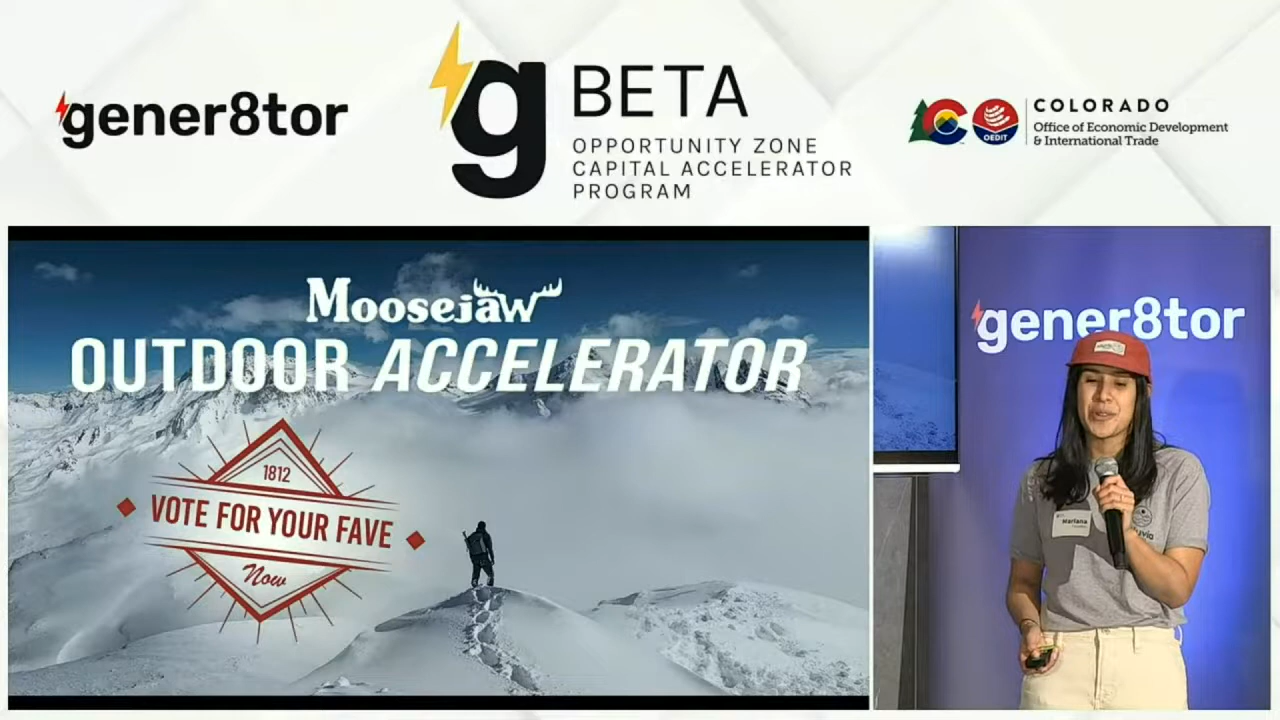 gener8tor
g BETA
OPPORTUNITY ZONE
CAPITAL ACCELERATOR
PROGRAM
COLORADO
Office of Economic Development
& International Trade
OEDIT
Moosejaw
OUTDOOR ACCELERATOR
1812
VOTE FOR YOUR FAVE
Now
gener8tor
Mariana